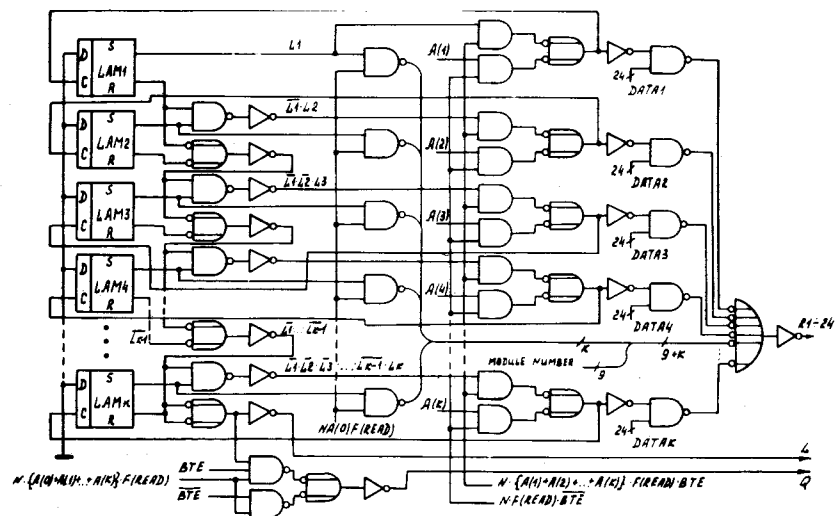 S
D
LAM1
C
R
L1
A(1)
24
DATA1
S
D
LAM2
C
R
L̅1̅·L2
A(2)
24
DATA2
S
D
LAM3
C
R
L̅1̅·L̅2̅·L3
A(3)
24
DATA3
S
D
LAM4
C
R
A(4)
24
DATA4
L̅k̅-̅1̅
L̅1̅...L̅k̅-̅1̅
K
9+K
R1-24
MODULE NUMBER
9
S
D
LAMK
C
R
L̅1̅·L̅2̅·L̅3̅...·L̅k̅-̅1̅·Lk
NA(0)F(READ)
A(K)
24
DATAK
L
Q
N·{A(0)+A(1)+..+A(K)}·F(READ)
BTE
B̅T̅E̅
N·{A(1)+A(2)+...+A(K)}·F(READ)·BTE
N·F(READ)·B̅T̅E̅